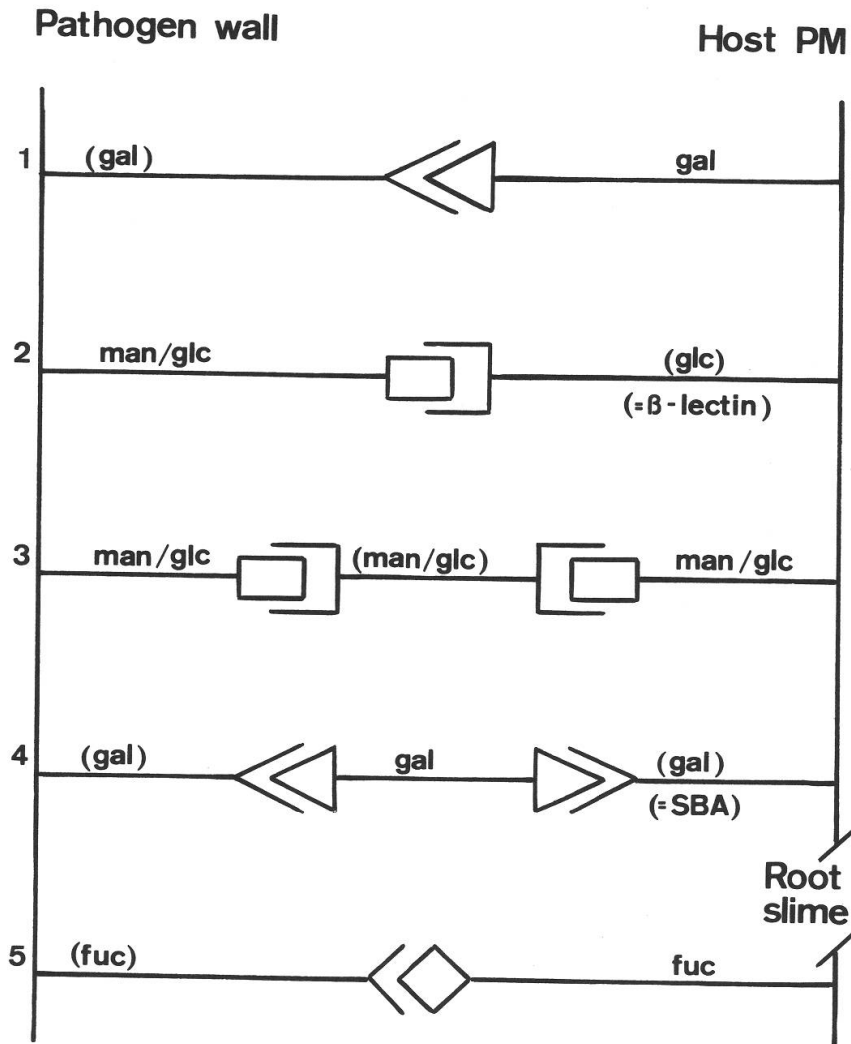 Pathogen wall
Host PM
1
(gal)
gal
2
man/glc
(glc)
(=ß-lectin)
3
man/glc
(man/glc)
man/glc
4
(gal)
gal
(gal)
(=SBA)
Root
slime
5
(fuc)
fuc